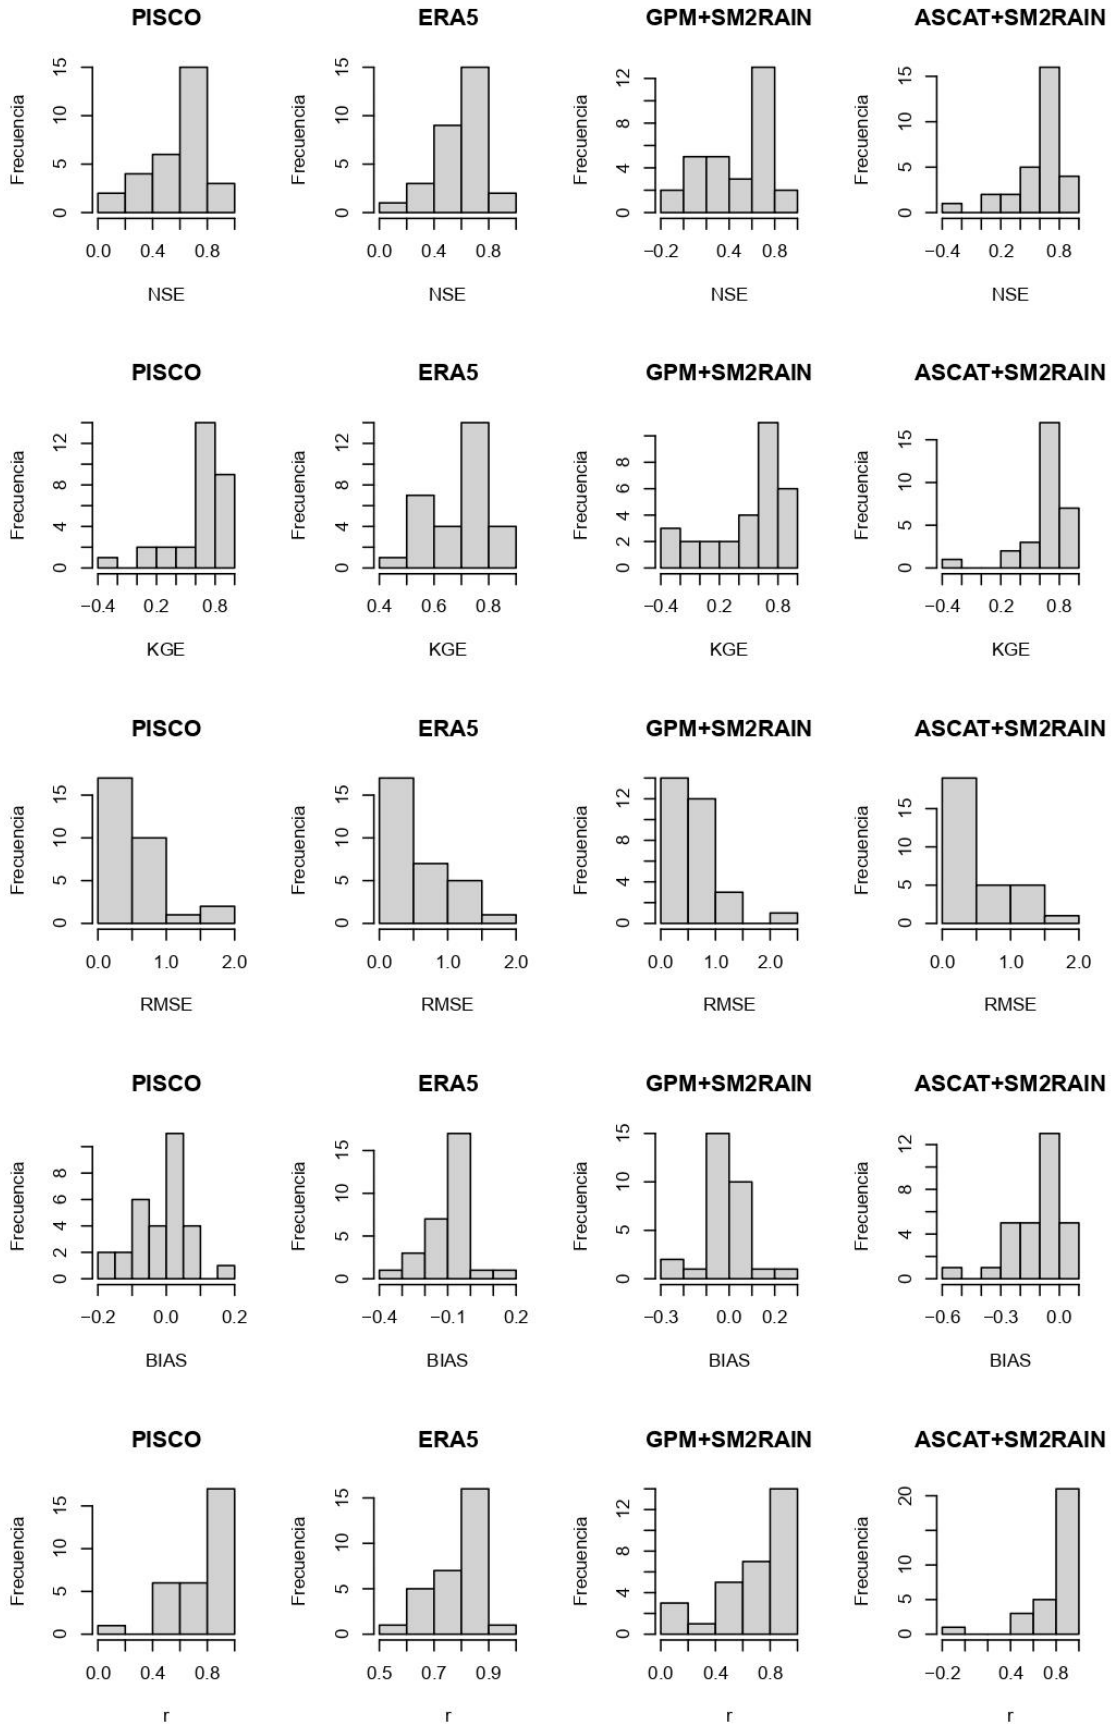 PISCO ERA5 GPM+SM2RAIN ASCAT+SM2RAIN
Frecuencia 0 5 10 15 Frecuencia 0 5 10 15 Frecuencia 0 4 8 12 Frecuencia 0 5 10 15
0.0 0.4 0.8 0.0 0.4 0.8 −0.2 0.4 0.8 −0.4 0.2 0.8
NSE NSE NSE NSE
PISCO ERA5 GPM+SM2RAIN ASCAT+SM2RAIN
Frecuencia 0 4 8 12 Frecuencia 0 4 8 12 Frecuencia 0 2 4 6 8 Frecuencia 0 5 10 15
−0.4 0.2 0.8 0.4 0.6 0.8 −0.4 0.2 0.8 −0.4 0.2 0.8
KGE KGE KGE KGE
PISCO ERA5 GPM+SM2RAIN ASCAT+SM2RAIN
Frecuencia 0 5 10 15 Frecuencia 0 5 10 15 Frecuencia 0 4 8 12 Frecuencia 0 5 10 15
0.0 1.0 2.0 0.0 1.0 2.0 0.0 1.0 2.0 0.0 1.0 2.0
RMSE RMSE RMSE RMSE
PISCO ERA5 GPM+SM2RAIN ASCAT+SM2RAIN
Frecuencia 0 2 4 6 8 Frecuencia 0 5 10 15 Frecuencia 0 5 10 15 Frecuencia 0 4 8 12
−0.2 0.0 0.2 −0.4 −0.1 0.2 −0.3 0.0 0.2 −0.6 −0.3 0.0
BIAS BIAS BIAS BIAS
PISCO ERA5 GPM+SM2RAIN ASCAT+SM2RAIN
Frecuencia 0 5 10 15 Frecuencia 0 5 10 15 Frecuencia 0 4 8 12 Frecuencia 0 5 10 20
0.0 0.4 0.8 0.5 0.7 0.9 0.0 0.4 0.8 −0.2 0.4 0.8
r r r r